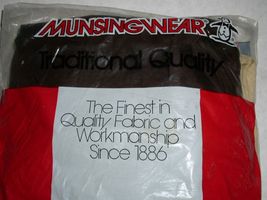 MUNSINGWEAR
Traditional Quality
The Finest in
Quality Fabric and
Workmanship
Since 1886